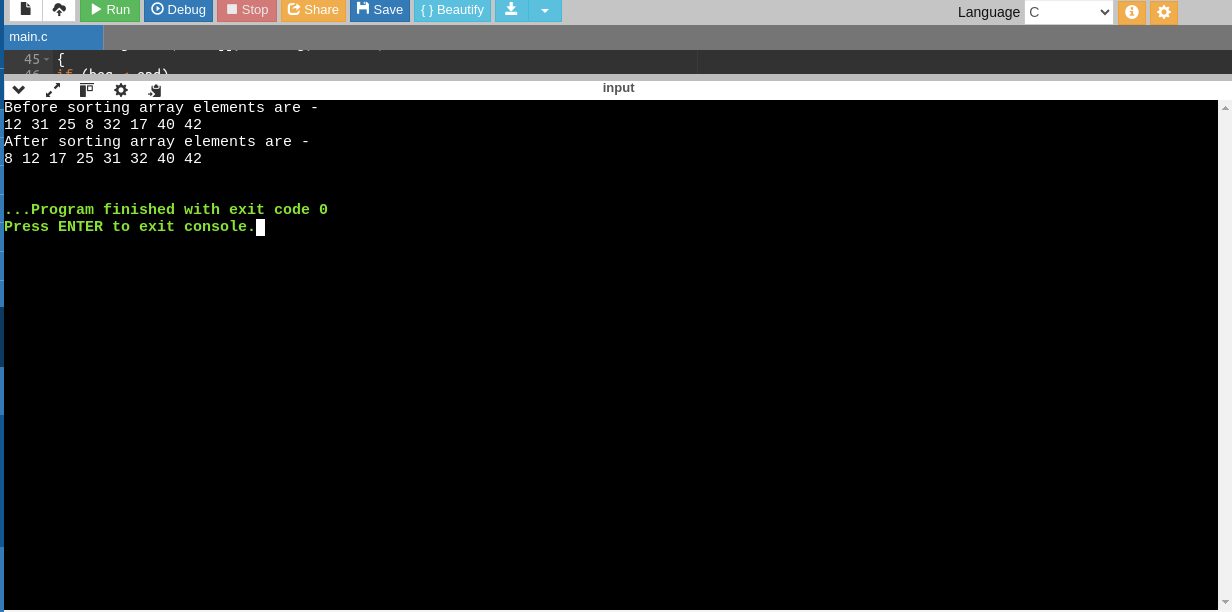 Run Debug Stop Share Save { } Beautify Language C
main.c
45 {
46 if (beg < end)
input
Before sorting array elements are -
12 31 25 8 32 17 40 42
After sorting array elements are -
8 12 17 25 31 32 40 42
...Program finished with exit code 0
Press ENTER to exit console.